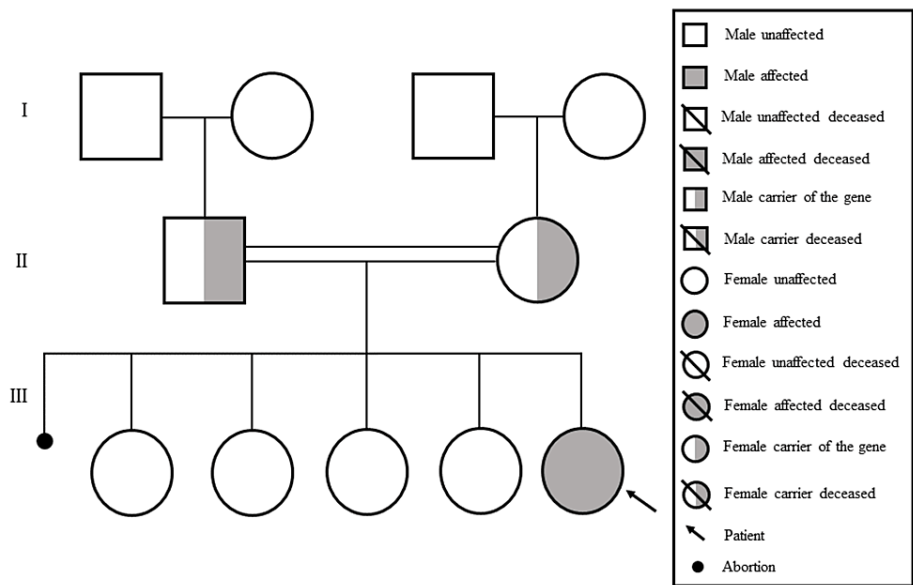 I
II
III
Male unaffected
Male affected
Male unaffected deceased
Male affected deceased
Male carrier of the gene
Male carrier deceased
Female unaffected
Female affected
Female unaffected deceased
Female affected deceased
Female carrier of the gene
Female carrier deceased
Patient
Abortion